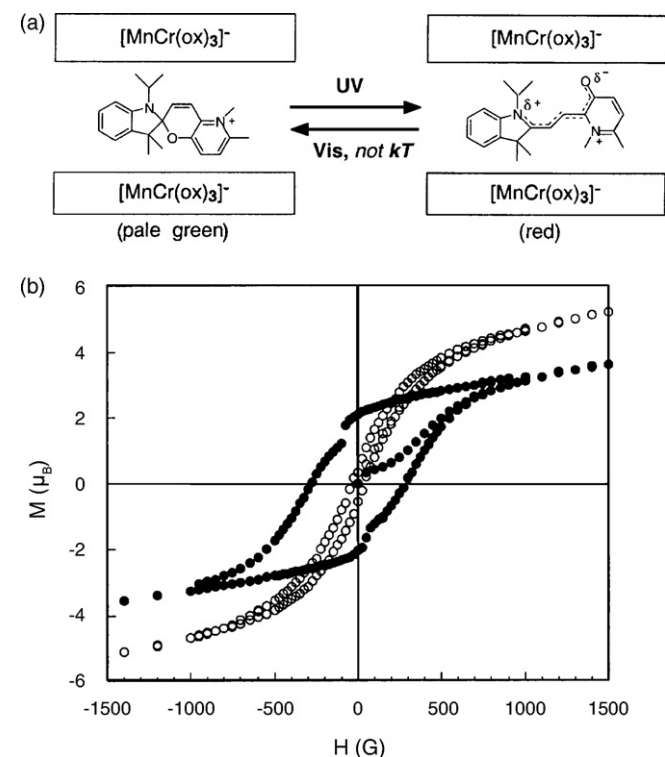 (a)
[MnCr(ox)₃]⁻ [MnCr(ox)₃]⁻
N O δ⁻
N⁺ UV N δ⁺
O Vis, not kT N⁺
[MnCr(ox)₃]⁻ [MnCr(ox)₃]⁻
(pale green) (red)
(b)
6
4
2
0
-2
-4
-6
M (μ_B)
-1500 -1000 -500 0 500 1000 1500
H (G)